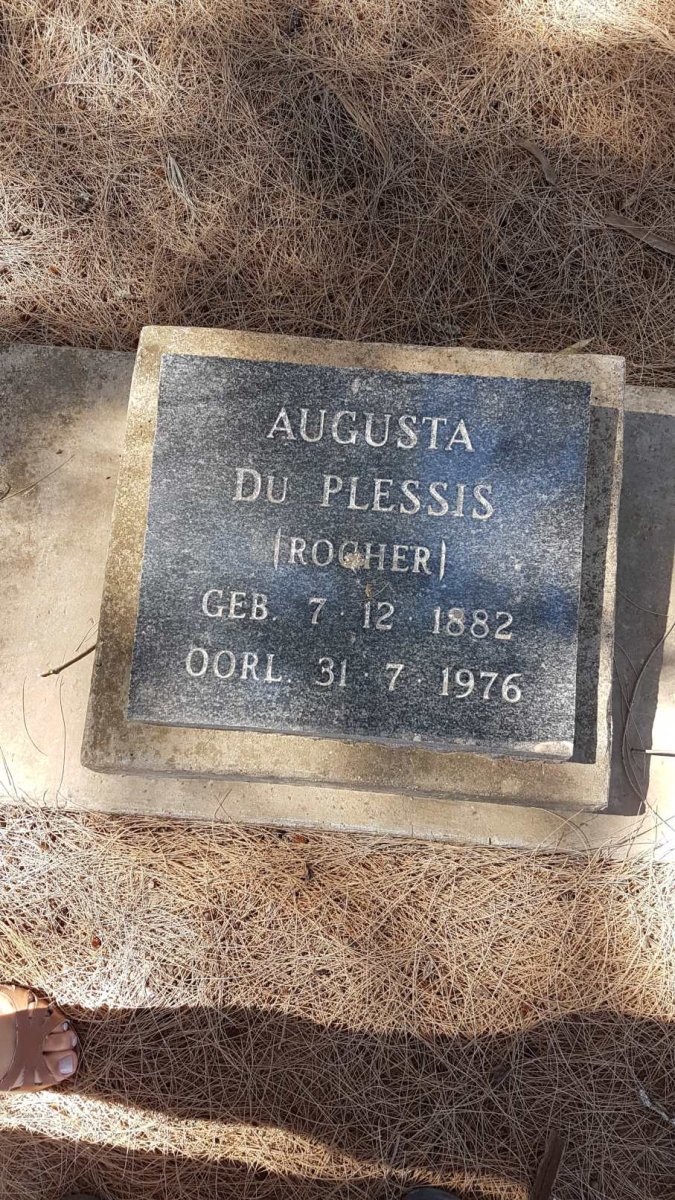 AUGUSTA
DU PLESSIS
(ROCHER)
GEB. 7 · 12 · 1882
OORL. 31 · 7 · 1976